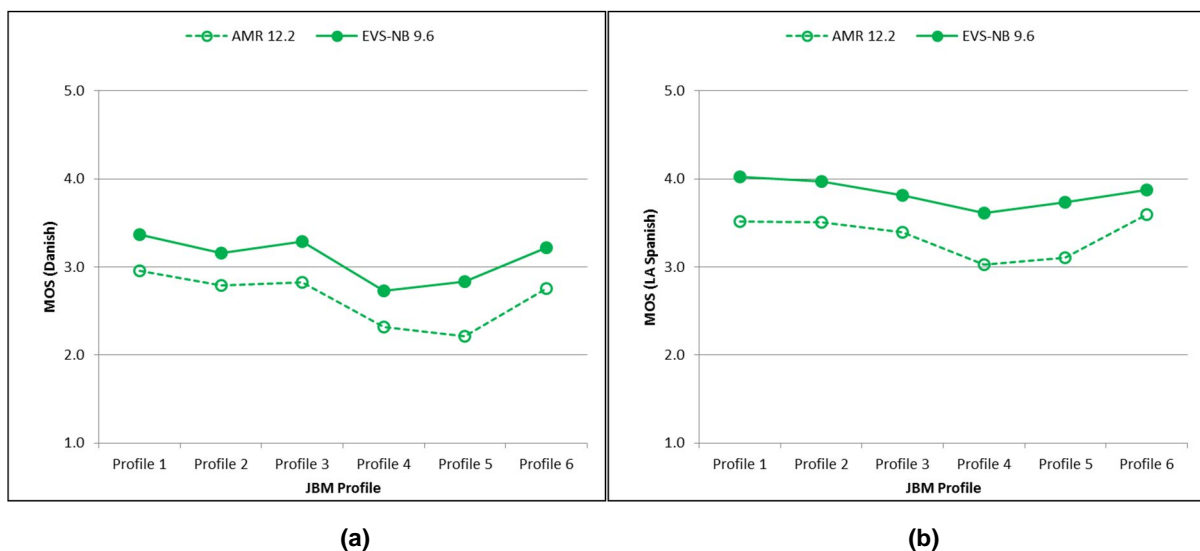 AMR 12.2 EVS-NB 9.6
5.0
4.0
3.0
2.0
1.0
MOS (Danish)
Profile 1 Profile 2 Profile 3 Profile 4 Profile 5 Profile 6
JBM Profile
(a)
AMR 12.2 EVS-NB 9.6
5.0
4.0
3.0
2.0
1.0
MOS (LA Spanish)
Profile 1 Profile 2 Profile 3 Profile 4 Profile 5 Profile 6
JBM Profile
(b)